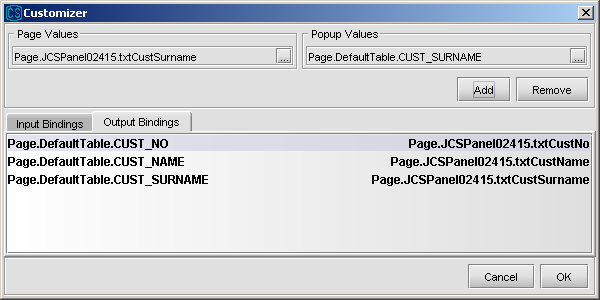 CS Customizer
Page Values
Page.JCSPanel02415.txtCustSurname ...
Popup Values
Page.DefaultTable.CUST_SURNAME ...
Add Remove
Input Bindings Output Bindings
Page.DefaultTable.CUST_NO Page.JCSPanel02415.txtCustNo
Page.DefaultTable.CUST_NAME Page.JCSPanel02415.txtCustName
Page.DefaultTable.CUST_SURNAME Page.JCSPanel02415.txtCustSurname
Cancel OK